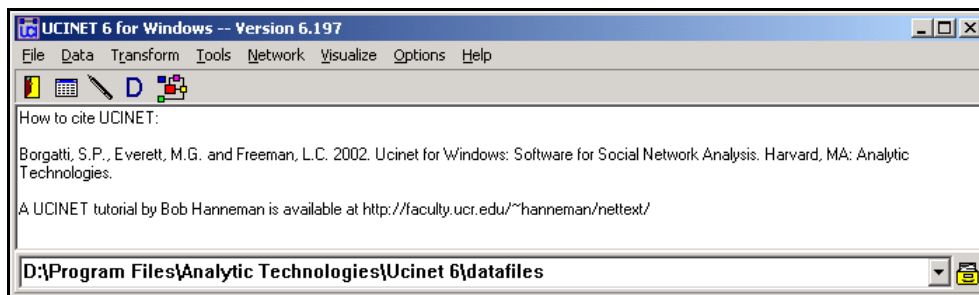 UCINET 6 for Windows -- Version 6.197
File Data Transform Tools Network Visualize Options Help
D
How to cite UCINET:
Borgatti, S.P., Everett, M.G. and Freeman, L.C. 2002. Ucinet for Windows: Software for Social Network Analysis. Harvard, MA: Analytic
Technologies.
A UCINET tutorial by Bob Hanneman is available at http://faculty.ucr.edu/~hanneman/nettext/
D:\Program Files\Analytic Technologies\Ucinet 6\datafiles